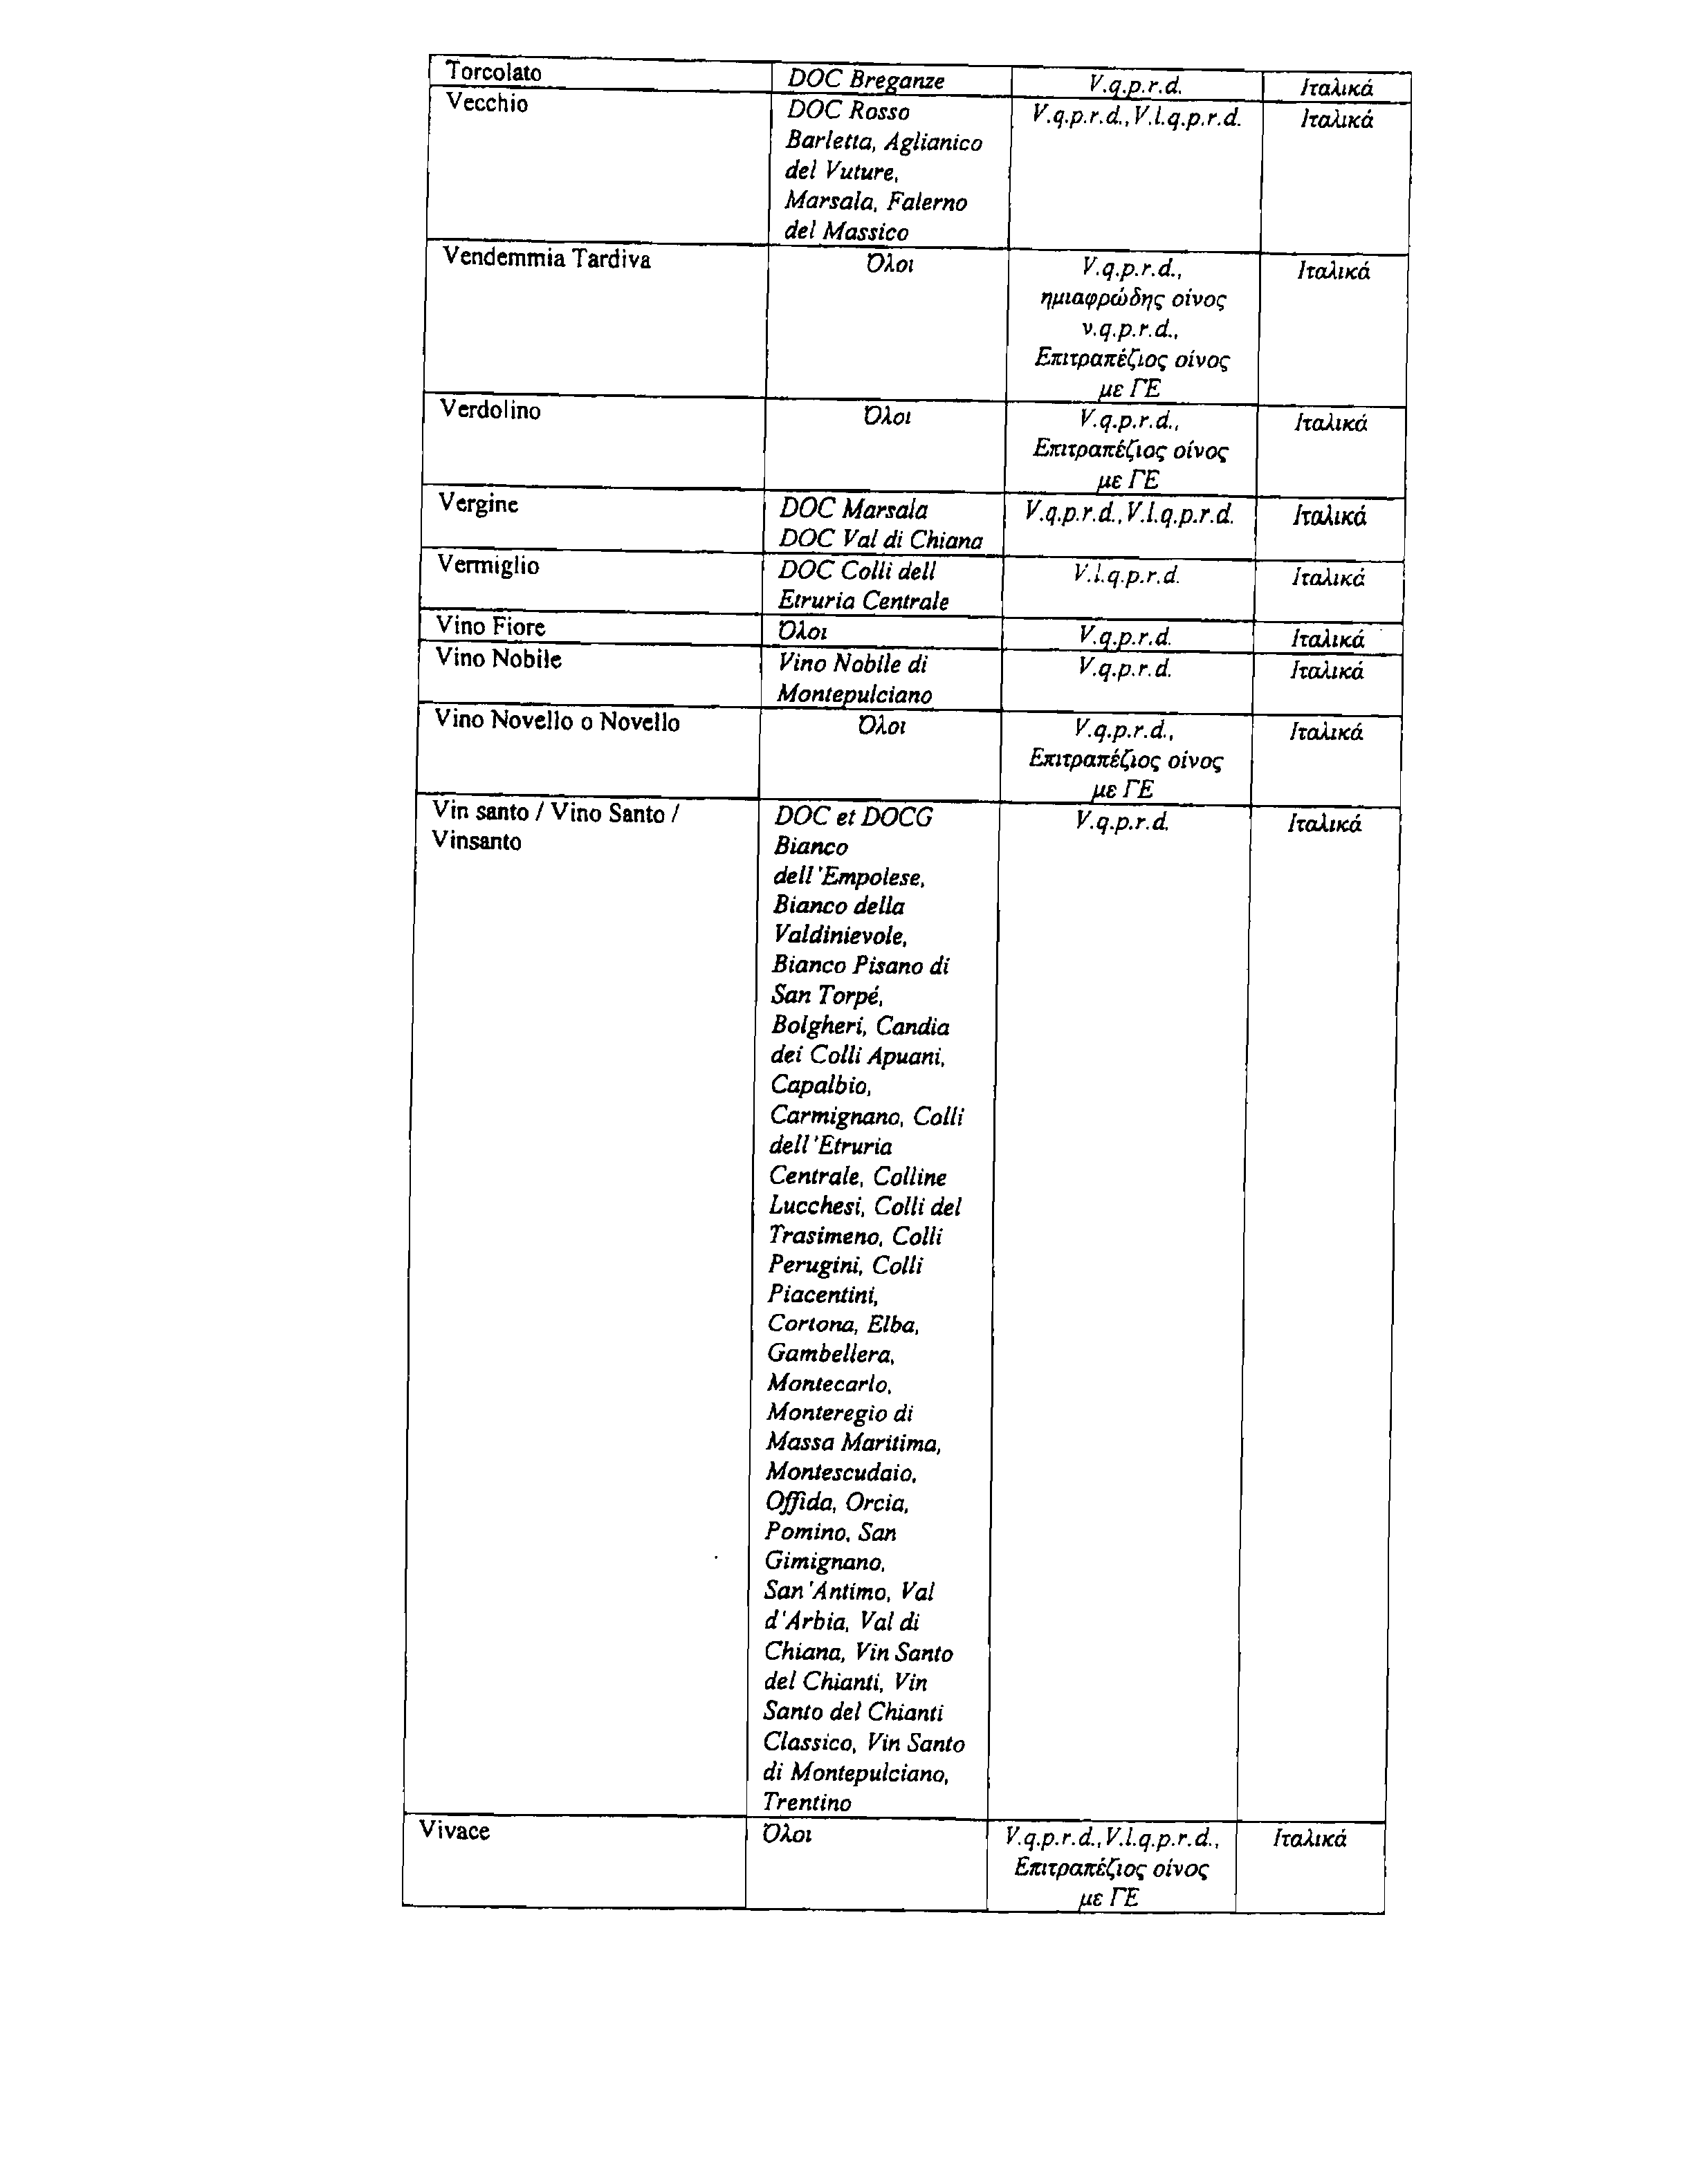 Torcolato DOC Breganze V.q.p.r.d. Ιταλικά
Vecchio DOC Rosso V.q.p.r.d., V.l.q.p.r.d. Ιταλικά
Barletta, Aglianico
del Vuture,
Marsala, Falerno
del Massico
Vendemmia Tardiva Όλοι V.q.p.r.d., Ιταλικά
ημιαφρώδης οίνος
v.q.p.r.d.,
Επιτραπέζιος οίνος
με ΓΕ
Verdolino Όλοι V.q.p.r.d., Ιταλικά
Επιτραπέζιος οίνος
με ΓΕ
Vergine DOC Marsala V.q.p.r.d., V.l.q.p.r.d. Ιταλικά
DOC Val di Chiana
Vermiglio DOC Colli dell V.l.q.p.r.d. Ιταλικά
Etruria Centrale
Vino Fiore Όλοι V.q.p.r.d. Ιταλικά
Vino Nobile Vino Nobile di V.q.p.r.d. Ιταλικά
Montepulciano
Vino Novello o Novello Όλοι V.q.p.r.d., Ιταλικά
Επιτραπέζιος οίνος
με ΓΕ
Vin santo / Vino Santo / DOC et DOCG V.q.p.r.d. Ιταλικά
Vinsanto Bianco
dell'Empolese,
Bianco della
Valdinievole,
Bianco Pisano di
San Torpé,
Bolgheri, Candia
dei Colli Apuani,
Capalbio,
Carmignano, Colli
dell'Etruria
Centrale, Colline
Lucchesi, Colli del
Trasimeno, Colli
Perugini, Colli
Piacentini,
Cortona, Elba,
Gambellera,
Montecarlo,
Monteregio di
Massa Maritima,
Montescudaio,
Offida, Orcia,
Pomino, San
Gimignano,
San'Antimo, Val
d'Arbia, Val di
Chiana, Vin Santo
del Chianti, Vin
Santo del Chianti
Classico, Vin Santo
di Montepulciano,
Trentino
Vivace Όλοι V.q.p.r.d., V.l.q.p.r.d., Ιταλικά
Επιτραπέζιος οίνος
με ΓΕ